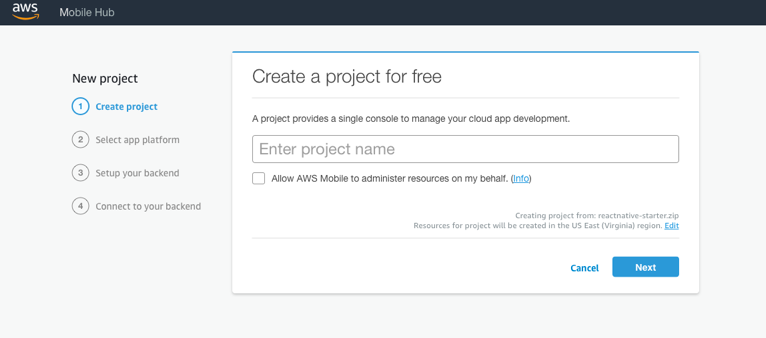 aws
Mobile Hub
New project
1 Create project
2 Select app platform
3 Setup your backend
4 Connect to your backend
Create a project for free
A project provides a single console to manage your cloud app development.
Enter project name
Allow AWS Mobile to administer resources on my behalf. (Info)
Creating project from: reactnative-starter.zip
Resources for project will be created in the US East (Virginia) region. Edit
Cancel
Next